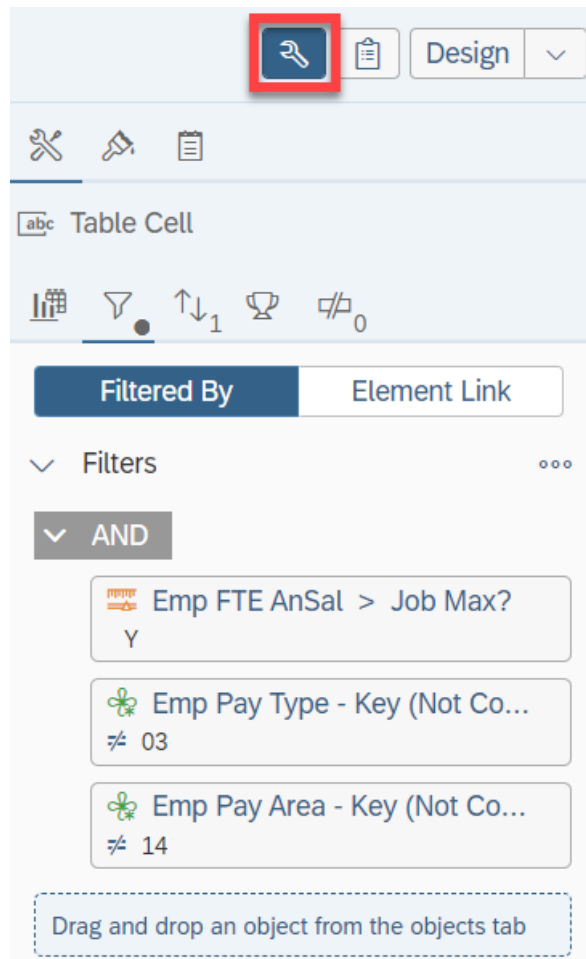 Design
abc Table Cell
1
0
Filtered By Element Link
Filters
AND
Emp FTE AnSal > Job Max?
Y
Emp Pay Type - Key (Not Co...
≠ 03
Emp Pay Area - Key (Not Co...
≠ 14
Drag and drop an object from the objects tab